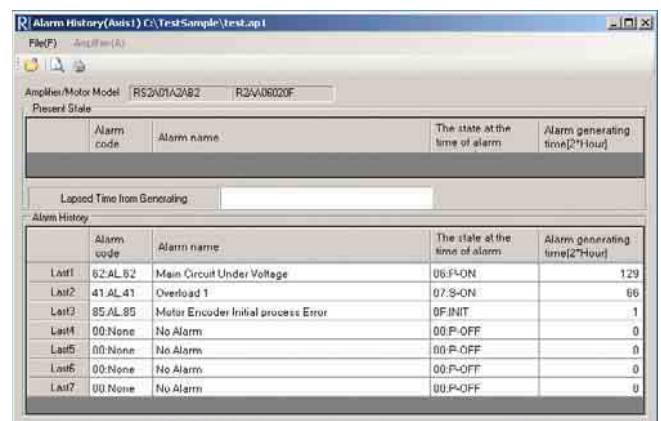 Alarm History(Axis1) C:\TestSample\test.ap1
File(F) Amplifier(A)
Amplifier/Motor Model RS2A01A2AB2 R2AA06020F
Present State
Alarm code Alarm name The state at the time of alarm Alarm generating time[2*Hour]
Lapsed Time from Generating
Alarm History
Alarm code Alarm name The state at the time of alarm Alarm generating time[2*Hour]
Last1 62:AL.62 Main Circuit Under Voltage 06:P-ON 129
Last2 41:AL.41 Overload 1 07:S-ON 66
Last3 85:AL.85 Motor Encoder Initial process Error 0F:INIT 1
Last4 00:None No Alarm 00:P-OFF 0
Last5 00:None No Alarm 00:P-OFF 0
Last6 00:None No Alarm 00:P-OFF 0
Last7 00:None No Alarm 00:P-OFF 0